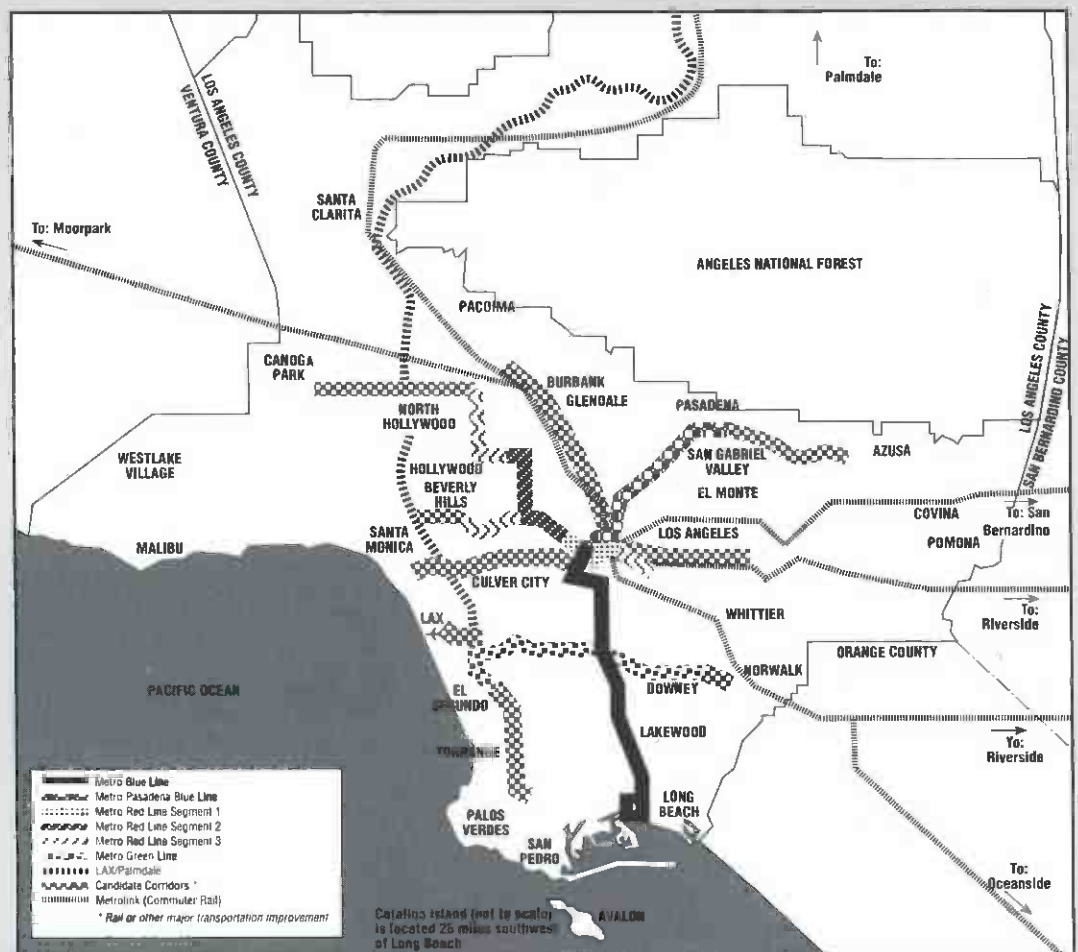 To:
Palmdale
LOS ANGELES COUNTY
VENTURA COUNTY
SANTA
CLARITA
To: Moorpark
ANGELES NATIONAL FOREST
PACOIMA
LOS ANGELES COUNTY
SAN BERNARDINO COUNTY
CANOGA
PARK
BURBANK
GLENDALE
NORTH
HOLLYWOOD
PASADENA
AZUSA
WESTLAKE
VILLAGE
HOLLYWOOD
SAN GABRIEL
VALLEY
BEVERLY
HILLS
EL MONTE
COVINA
To: San
Bernardino
SANTA
MONICA
LOS ANGELES
POMONA
MALIBU
CULVER CITY
WHITTIER
To:
Riverside
LAX
ORANGE COUNTY
NORWALK
PACIFIC OCEAN
DOWNEY
EL
SEGUNDO
LAKEWOOD
TORRANCE
To:
Riverside
LONG
BEACH
PALOS
VERDES
SAN
PEDRO
To:
Oceanside
Metro Blue Line
Metro Pasadena Blue Line
Metro Red Line Segment 1
Metro Red Line Segment 2
Metro Red Line Segment 3
Metro Green Line
LAX/Palmdale
Candidate Corridors *
Metrolink (Commuter Rail)
* Rail or other major transportation improvement
Catalina Island (not to scale)
is located 26 miles southwest
of Long Beach
AVALON